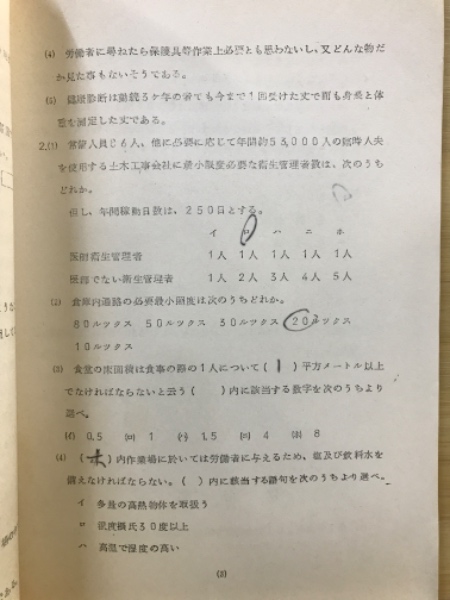 (4) 労働者に尋ねたら保護具等作業上必要とも思わないし、又どんな物だ
か見た事もないそうである。
(5) 健康診断は勤続3ヶ年の者でも今まで1回受けた丈で而も身長と体
重を測定した丈である。
2.(1) 常傭人員86人、他に必要に応じて年間約53,000人の臨時人夫
を使用する土木工事会社に最小限度必要な衛生管理者数は、次のうち
どれか。
但し、年間稼動日数は、250日とする。
イ ロ ハ ニ ホ
医師衛生管理者 1人 1人 1人 1人 1人
医師でない衛生管理者 1人 2人 3人 4人 5人
(2) 倉庫内通路の必要最小照度は次のうちどれか。
80ルツクス 50ルツクス 30ルツクス 20ルツクス
10ルツクス
(3) 食堂の床面積は食事の際の1人について( 1 )平方メートル以上
でなければならないと云う( )内に該当する数字を次のうちより
選べ。
(イ) 0.5 (ロ) 1 (ハ) 1.5 (ニ) 4 (ホ) 8
(4) (ホ)内作業場に於いては労働者に与えるため、塩及び飲料水を
備えなければならない。( )内に該当する語句を次のうちより選べ。
イ 多量の高熱物体を取扱う
ロ 温度摂氏30度以上
ハ 高温で湿度の高い
(3)